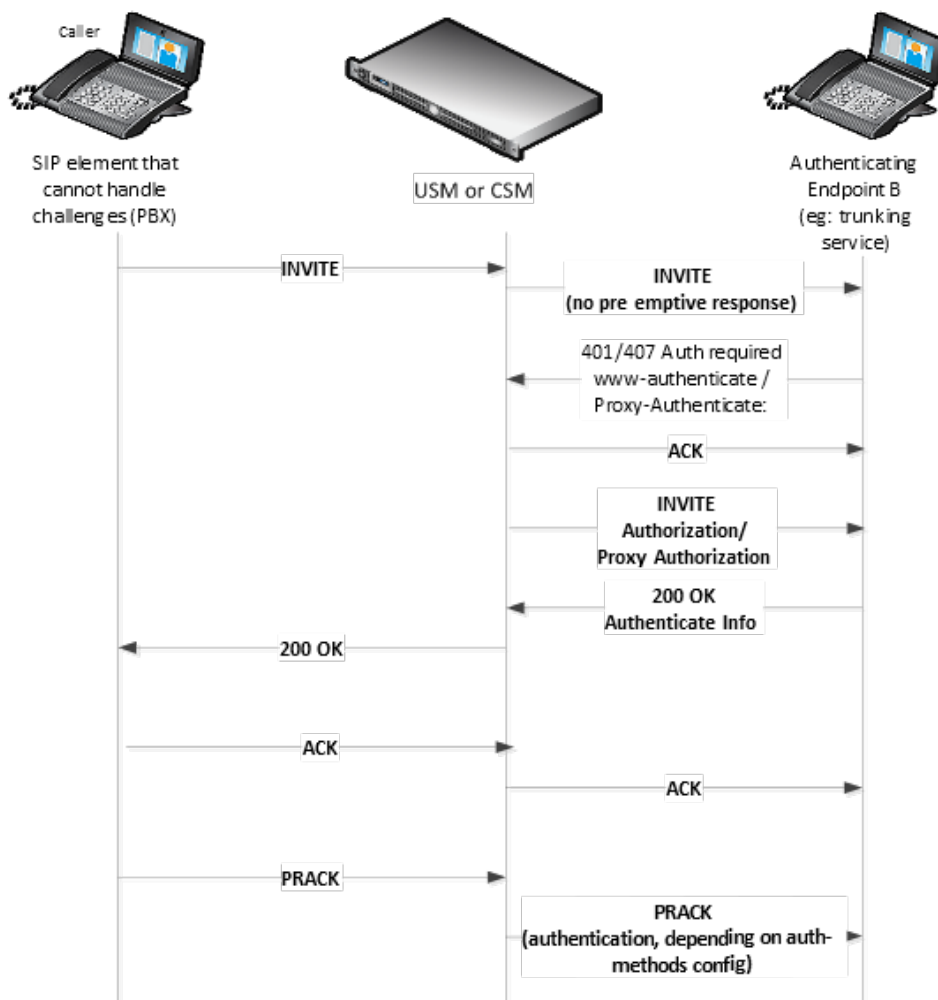 Caller
SIP element that
cannot handle
challenges (PBX)
USM or CSM
Authenticating
Endpoint B
(eg: trunking
service)
INVITE
INVITE
(no pre emptive response)
401/407 Auth required
www-authenticate /
Proxy-Authenticate:
ACK
INVITE
Authorization/
Proxy Authorization
200 OK
Authenticate Info
200 OK
ACK
ACK
PRACK
PRACK
(authentication, depending on auth-
methods config)